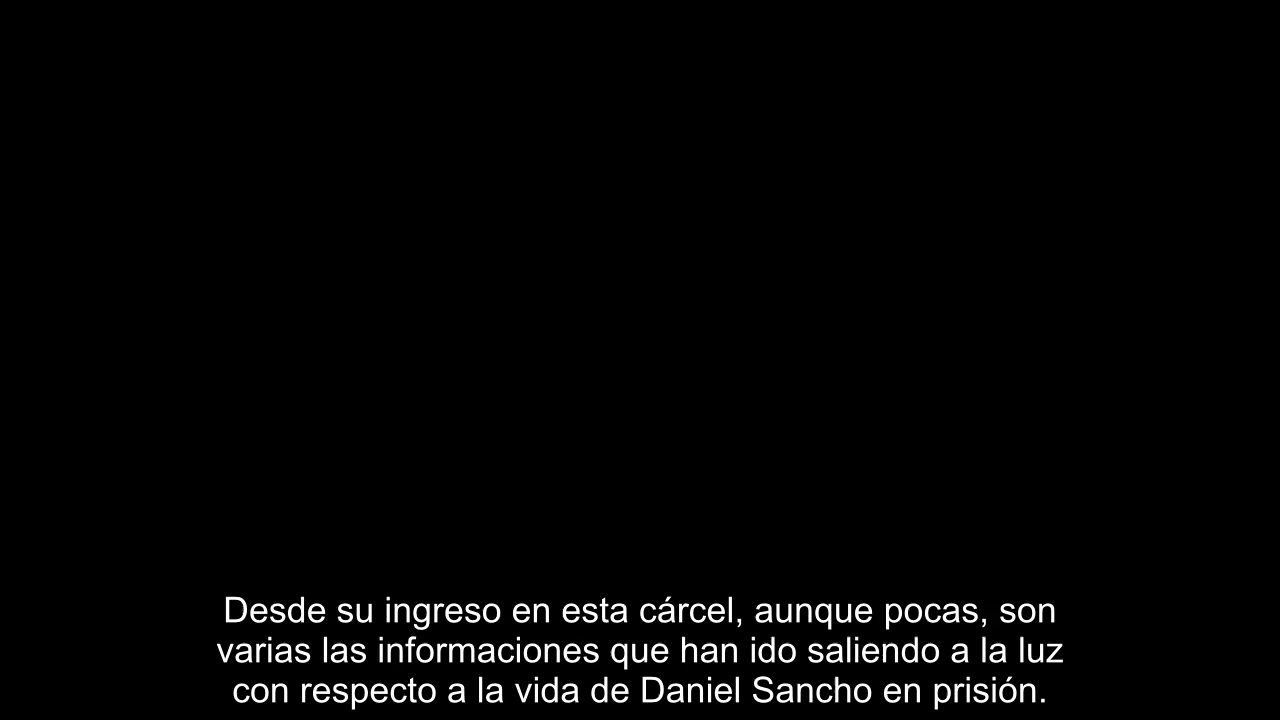 Desde su ingreso en esta cárcel, aunque pocas, son
varias las informaciones que han ido saliendo a la luz
con respecto a la vida de Daniel Sancho en prisión.